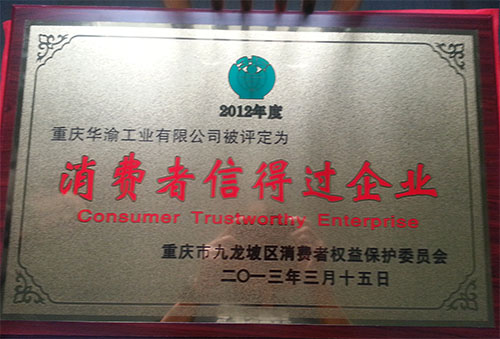 2012年度
重庆华渝工业有限公司被评定为
消费者信得过企业
Consumer Trustworthy Enterprise
重庆市九龙坡区消费者权益保护委员会
二〇一三年三月十五日